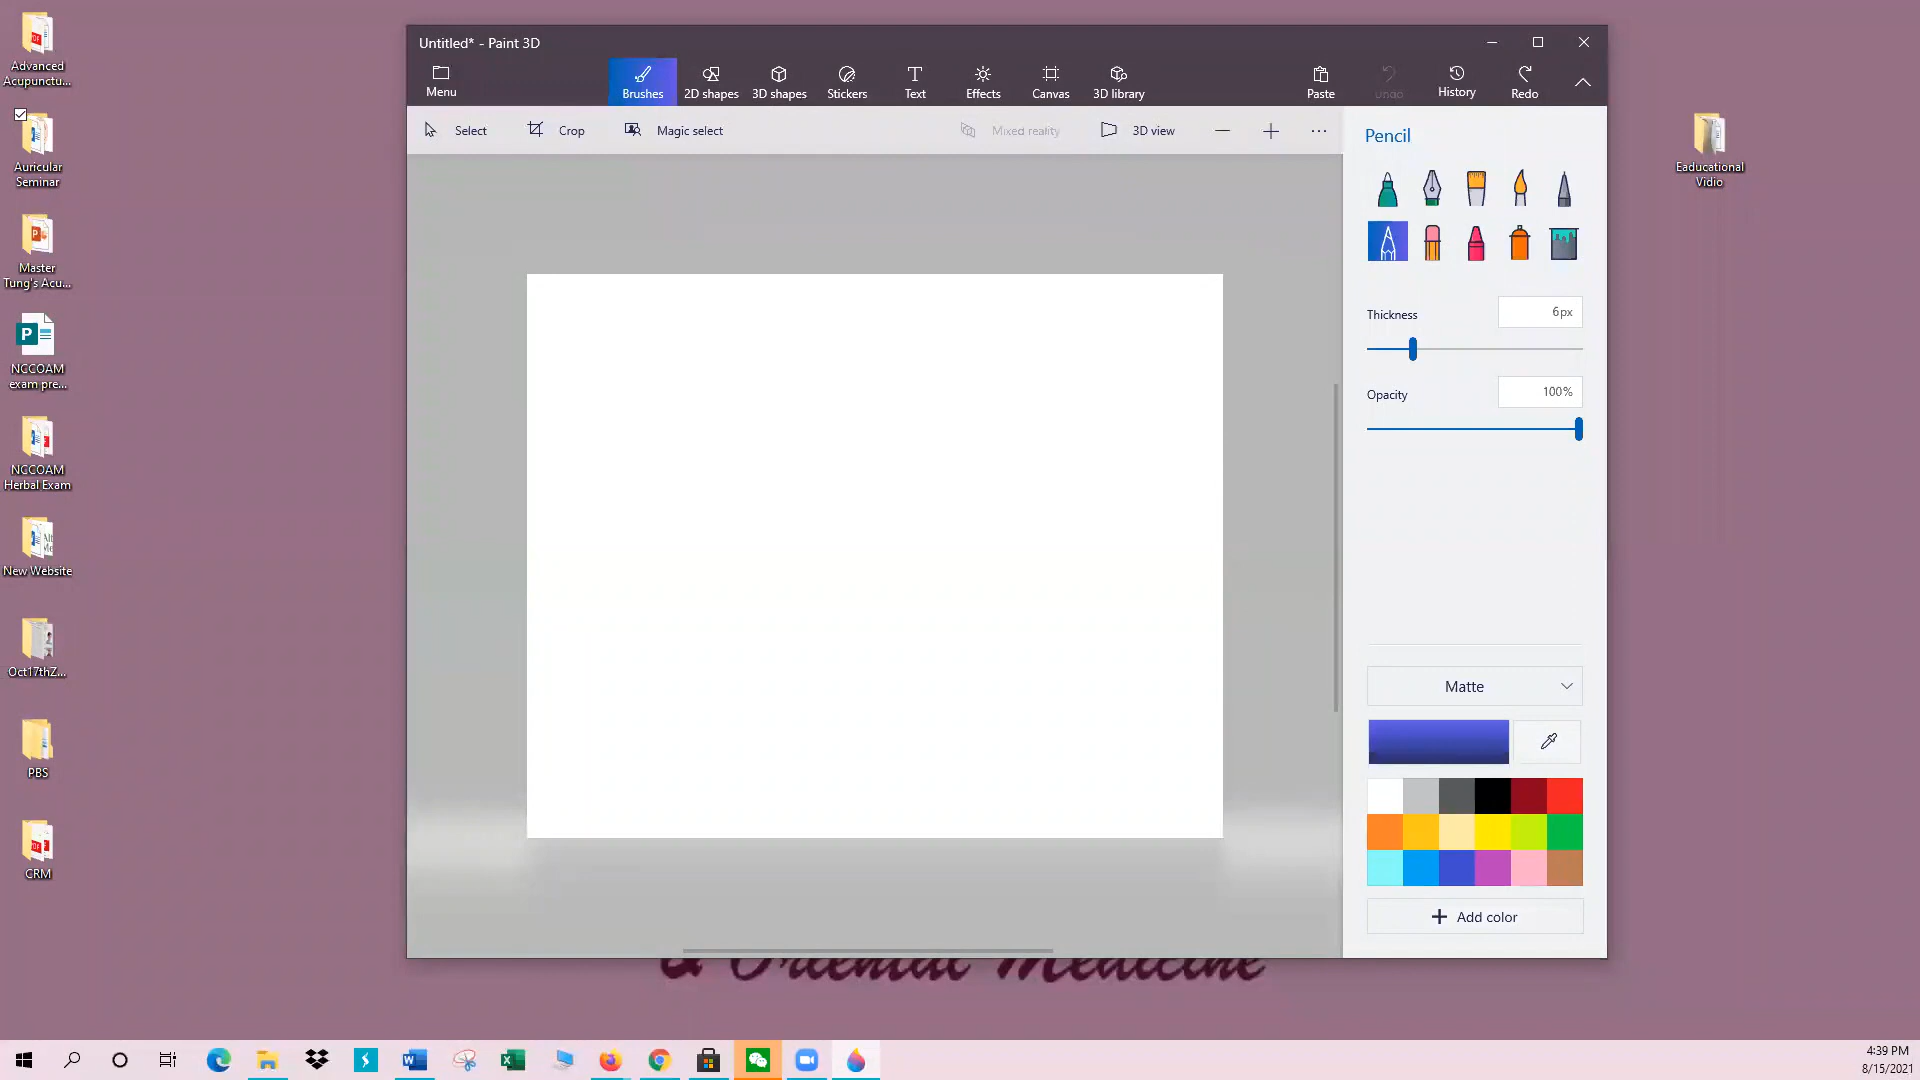 Advanced
Acupunctu...
Auricular
Seminar
Master
Tung's Acu...
NCCOAM
exam pre...
NCCOAM
Herbal Exam
New Website
Oct17thZ...
PBS
CRM
Untitled* - Paint 3D
Menu
Brushes
2D shapes
3D shapes
Stickers
Text
Effects
Canvas
3D library
Paste
Undo
History
Redo
Select
Crop
Magic select
Mixed reality
3D view
Pencil
Thickness
6px
Opacity
100%
Matte
Add color
Eaducational
Vidio
& Oriental Medicine
4:39 PM
8/15/2021